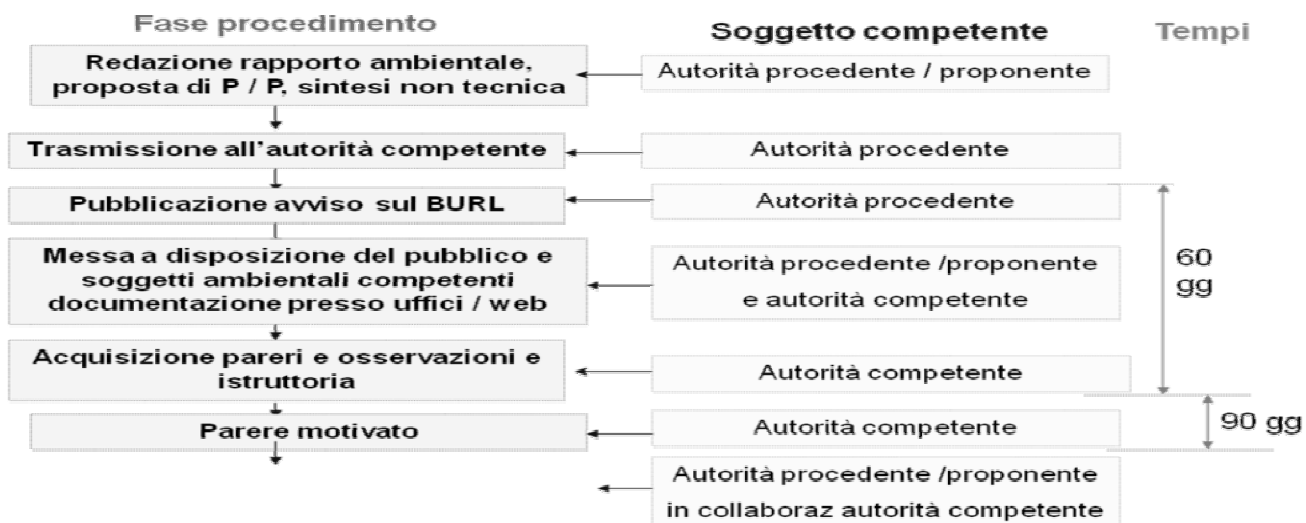 Fase procedimento
Soggetto competente
Tempi
Redazione rapporto ambientale,
proposta di P / P, sintesi non tecnica
Autorità procedente / proponente
Trasmissione all'autorità competente
Autorità procedente
Pubblicazione avviso sul BURL
Autorità procedente
Messa a disposizione del pubblico e
soggetti ambientali competenti
documentazione presso uffici / web
Autorità procedente /proponente
e autorità competente
60
gg
Acquisizione pareri e osservazioni e
istruttoria
Autorità competente
Parere motivato
Autorità competente
90 gg
Autorità procedente /proponente
in collaboraz autorità competente